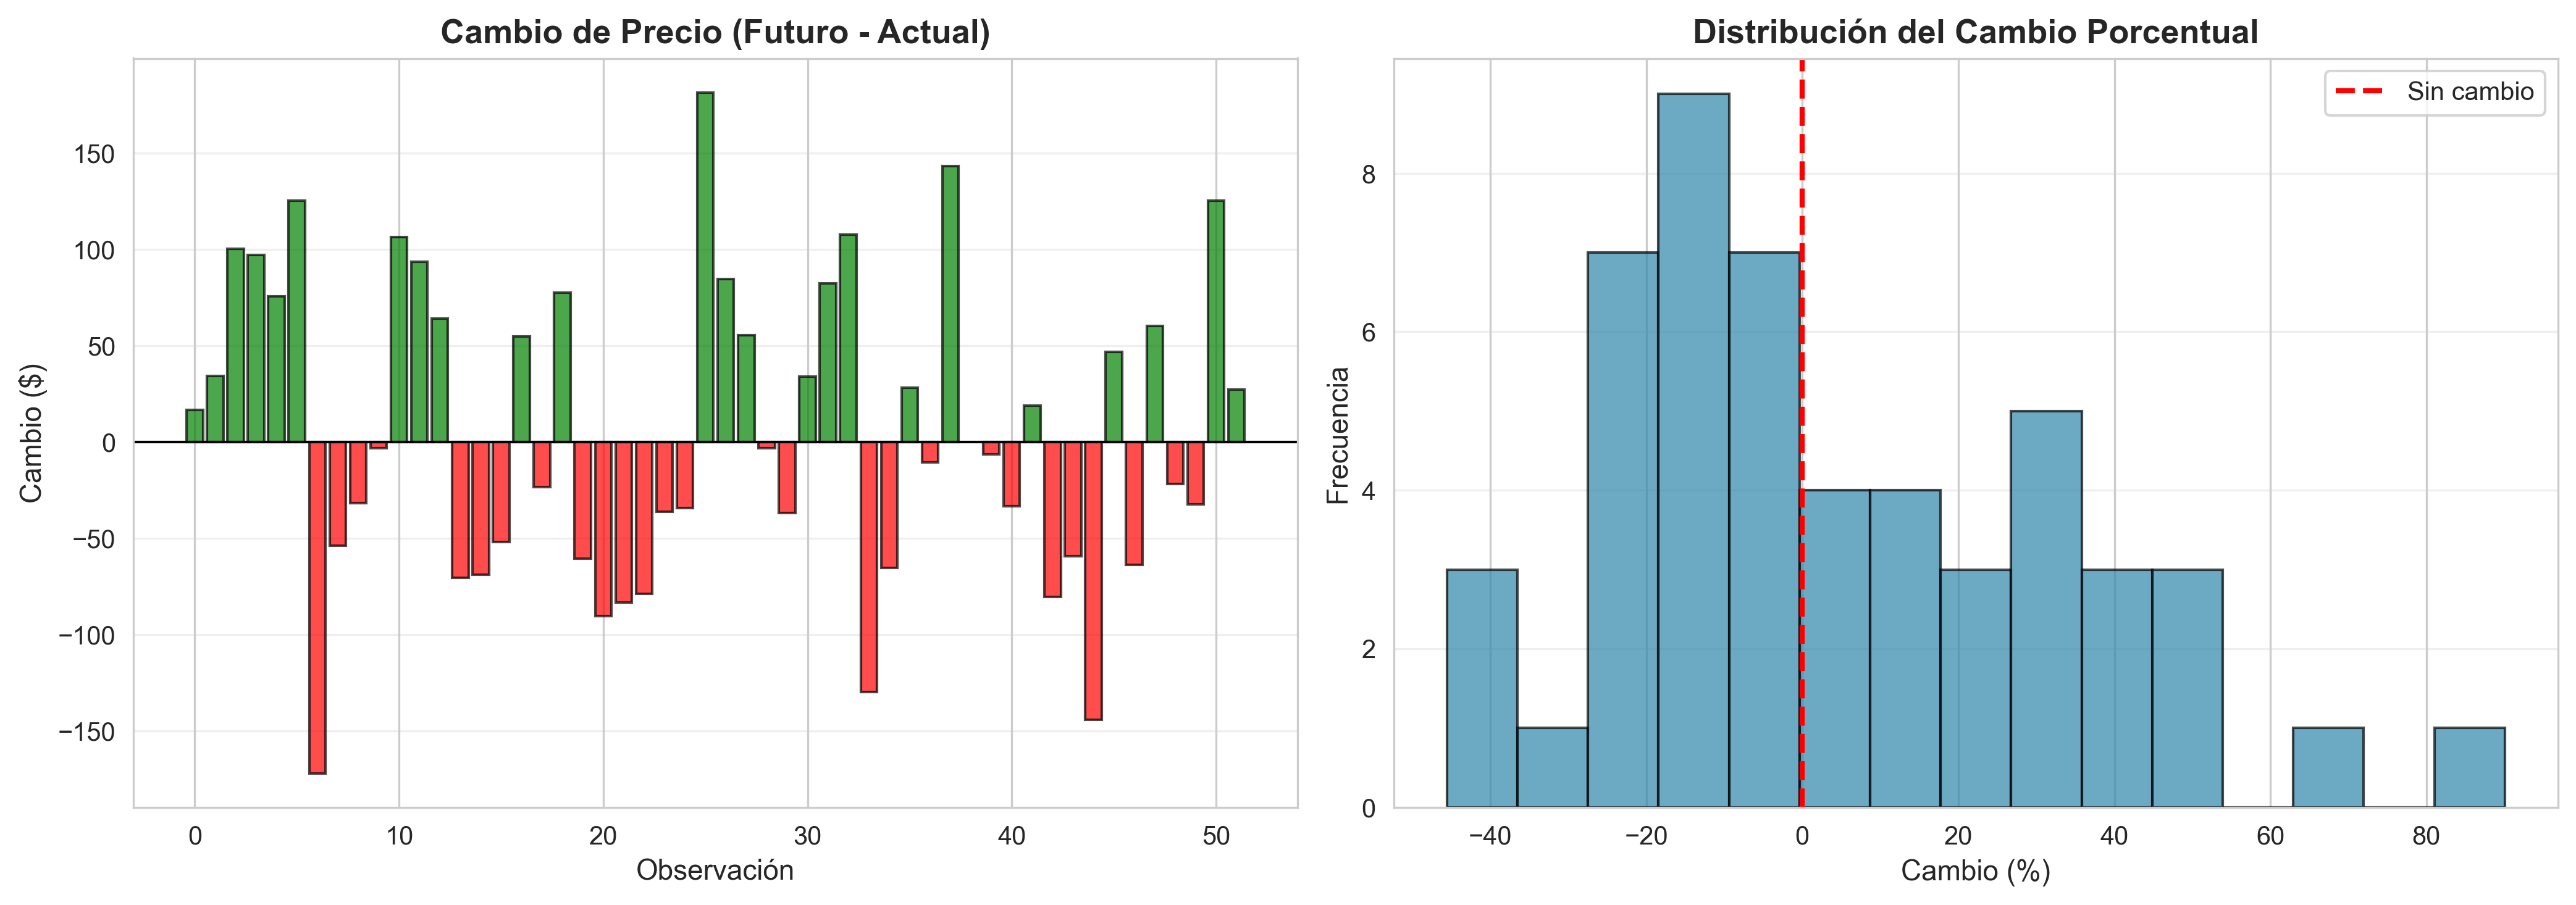 Cambio de Precio (Futuro - Actual)
Cambio ($)
150
100
50
0
−50
−100
−150
0 10 20 30 40 50
Observación
Distribución del Cambio Porcentual
Sin cambio
Frecuencia
8
6
4
2
0
−40 −20 0 20 40 60 80
Cambio (%)